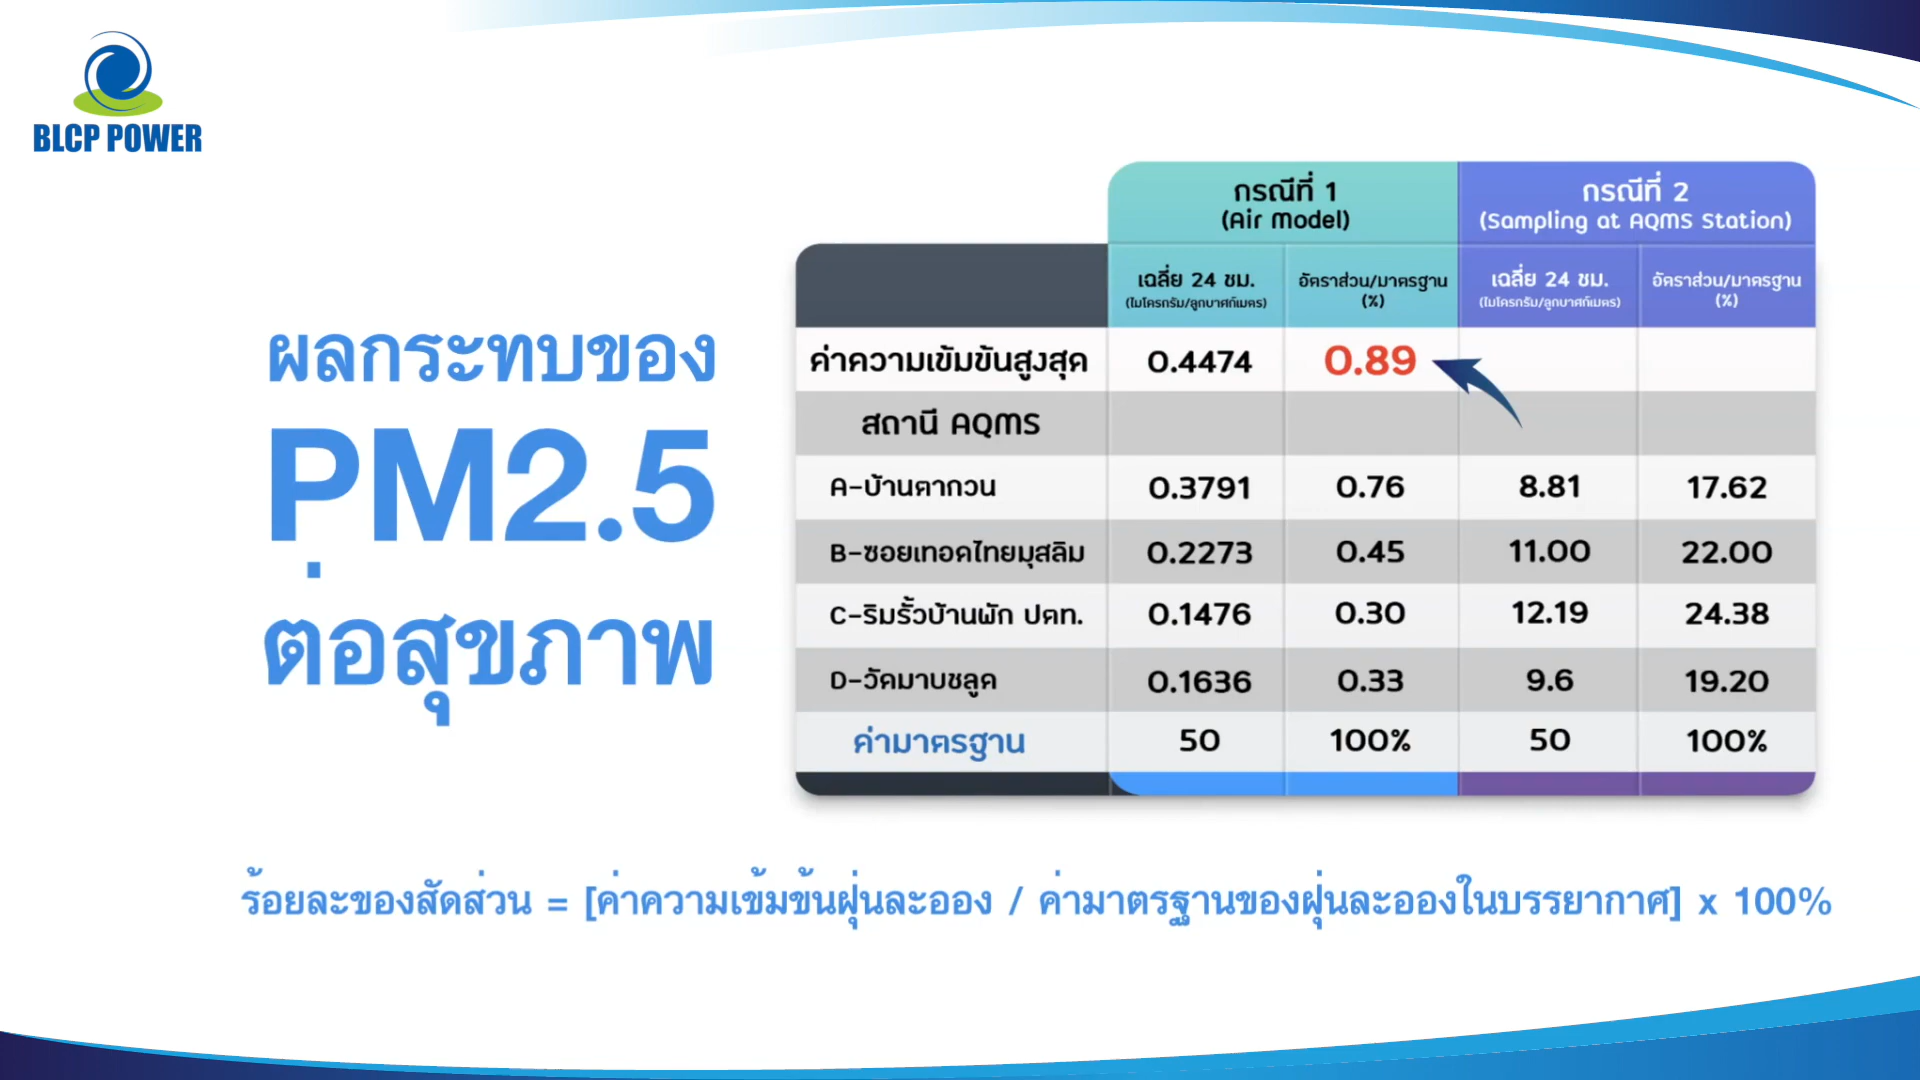 BLCP POWER
ผลกระทบของ
PM2.5
ต่อสุขภาพ
กรณีที่ 1
(Air Model)
กรณีที่ 2
(Sampling at AQMS Station)
เฉลี่ย 24 ชม.
(ไมโครกรัม/ลูกบาศก์เมตร)
อัตราส่วน/มาตรฐาน
(%)
เฉลี่ย 24 ชม.
(ไมโครกรัม/ลูกบาศก์เมตร)
อัตราส่วน/มาตรฐาน
(%)
ค่าความเข้มข้นสูงสุด 0.4474 0.89
สถานี AQMS
A-บ้านตากวน 0.3791 0.76 8.81 17.62
B-ซอยเทอดไทยมุสลิม 0.2273 0.45 11.00 22.00
C-ริมรั้วบ้านพัก ปตท. 0.1476 0.30 12.19 24.38
D-วัดมาบชลูด 0.1636 0.33 9.6 19.20
ค่ามาตรฐาน 50 100% 50 100%
ร้อยละของสัดส่วน = [ค่าความเข้มข้นฝุ่นละออง / ค่ามาตรฐานของฝุ่นละอองในบรรยากาศ] x 100%